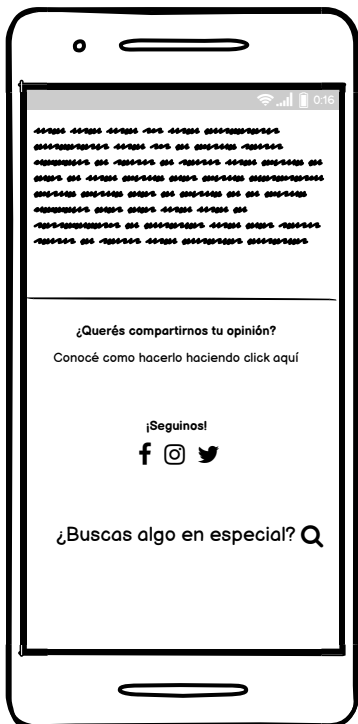 0:16
¿Querés compartirnos tu opinión?
Conocé como hacerlo haciendo click aquí
¡Seguinos!
¿Buscas algo en especial?